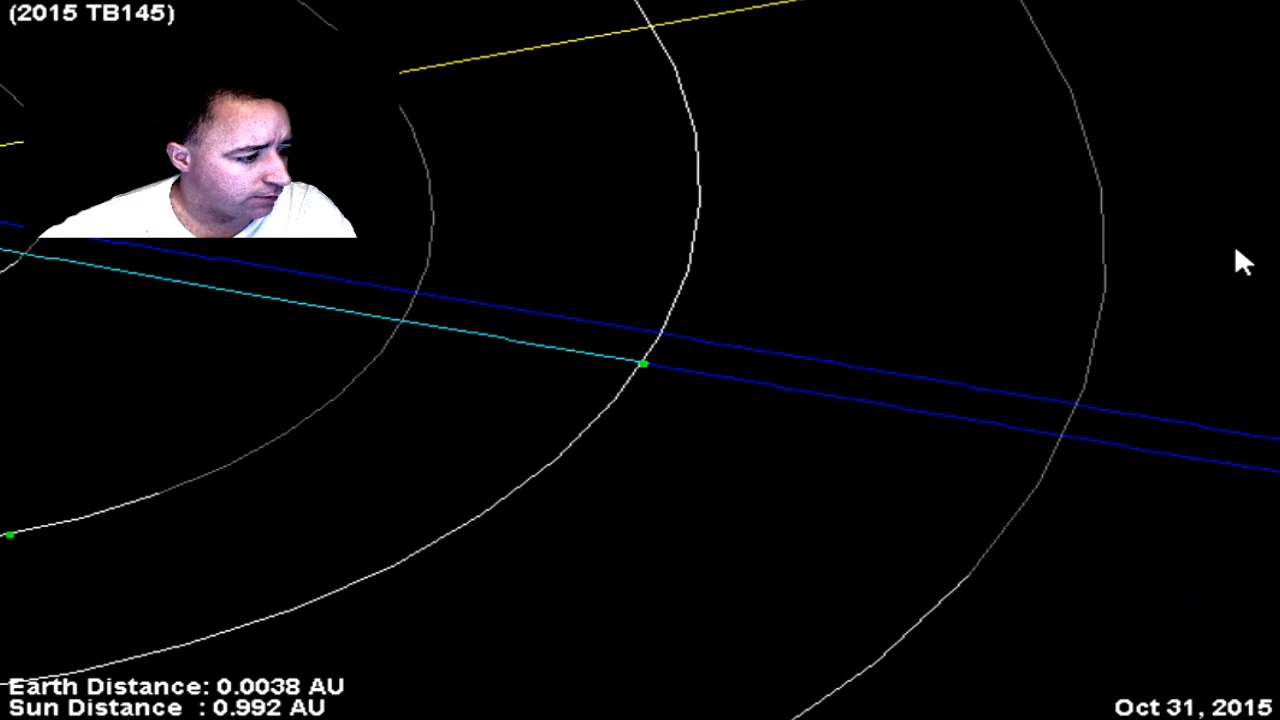 (2015 TB145)
Earth Distance: 0.0038 AU
Sun Distance : 0.992 AU
Oct 31, 2015